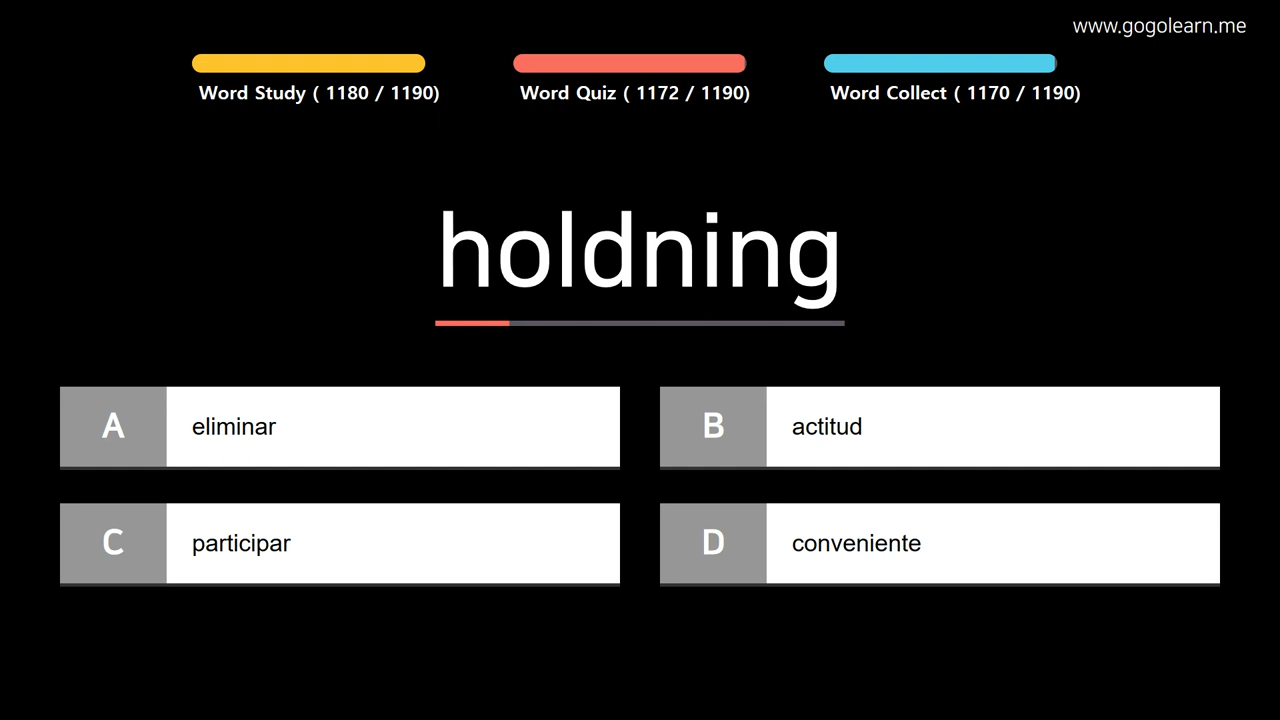 www.gogolearn.me
Word Study ( 1180 / 1190)
Word Quiz ( 1172 / 1190)
Word Collect ( 1170 / 1190)
holdning
A eliminar
B actitud
C participar
D conveniente